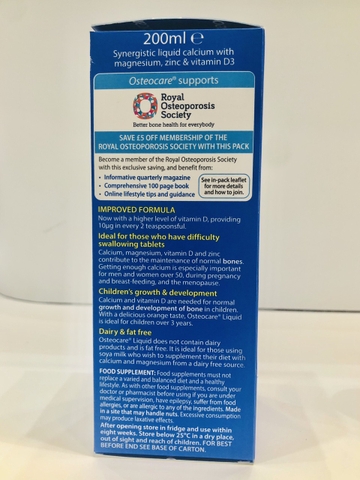 200ml ℮
Synergistic liquid calcium with
magnesium, zinc & vitamin D3
Osteocare® supports
Royal
Osteoporosis
Society
Better bone health for everybody
SAVE £5 OFF MEMBERSHIP OF THE
ROYAL OSTEOPOROSIS SOCIETY WITH THIS PACK
Become a member of the Royal Osteoporosis Society
with this exclusive saving, and benefit from:
• Informative quarterly magazine
• Comprehensive 100 page book
• Online lifestyle tips and guidance
See in-pack leaflet
for more details
and how to join.
IMPROVED FORMULA
Now with a higher level of vitamin D, providing
10µg in every 2 teaspoonsful.
Ideal for those who have difficulty
swallowing tablets
Calcium, magnesium, vitamin D and zinc
contribute to the maintenance of normal bones.
Getting enough calcium is especially important
for men and women over 50, during pregnancy
and breast-feeding, and the menopause.
Children's growth & development
Calcium and vitamin D are needed for normal
growth and development of bone in children.
With a delicious orange taste, Osteocare® Liquid
is ideal for children over 3 years.
Dairy & fat free
Osteocare® Liquid does not contain dairy
products and is fat free. It is ideal for those using
soya milk who wish to supplement their diet with
calcium and magnesium from a dairy free source.
FOOD SUPPLEMENT: Food supplements must not
replace a varied and balanced diet and a healthy
lifestyle. As with other food supplements, consult your
doctor or pharmacist before using if you are under
medical supervision, have epilepsy, suffer from food
allergies, or are allergic to any of the ingredients. Made
in a site that may handle nuts. Excessive consumption
may produce laxative effects.
After opening store in fridge and use within
eight weeks. Store below 25°C in a dry place,
out of sight and reach of children. FOR BEST
BEFORE END SEE BASE OF CARTON.